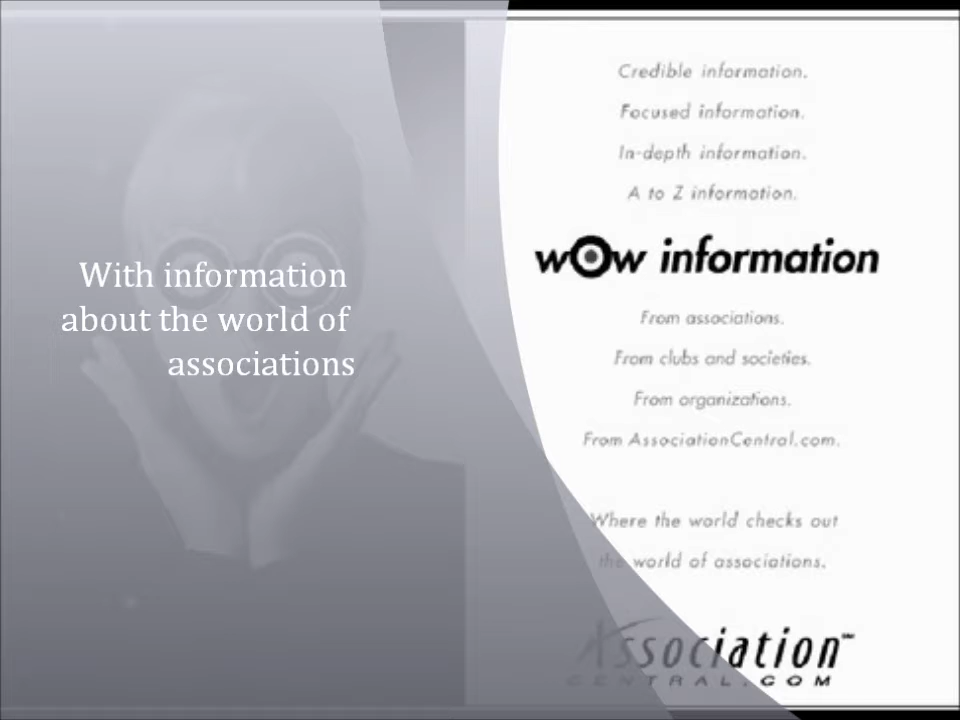 With information
about the world of
associations
Credible information.
Focused information.
In-depth information.
A to Z information.
wOw information
From associations.
From clubs and societies.
From organizations.
From AssociationCentral.com.
Where the world checks out
the world of associations.
Association™
CENTRAL.COM